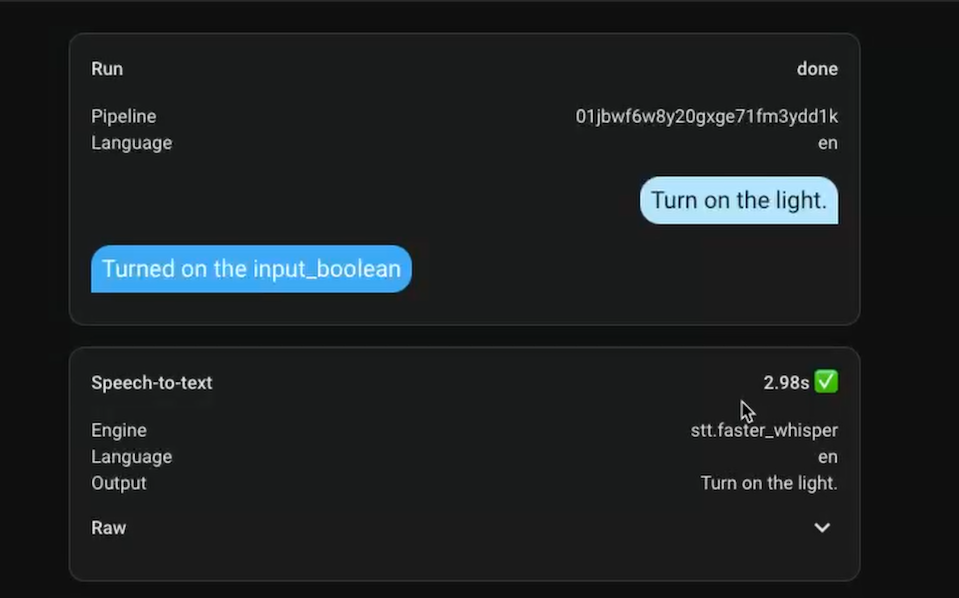 Run done
Pipeline 01jbwf6w8y20gxge71fm3ydd1k
Language en
Turn on the light.
Turned on the input_boolean
Speech-to-text 2.98s ✅
Engine stt.faster_whisper
Language en
Output Turn on the light.
Raw